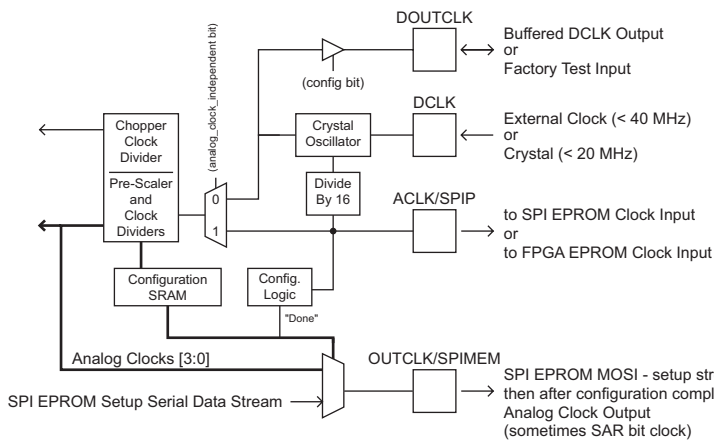 DOUTCLK
Buffered DCLK Output
or
Factory Test Input
(config bit)
(analog_clock_independent bit)
DCLK
External Clock (< 40 MHz)
or
Crystal (< 20 MHz)
Chopper
Clock
Divider
Pre-Scaler
and
Clock
Dividers
Crystal
Oscillator
Divide
By 16
0
1
ACLK/SPIP
to SPI EPROM Clock Input
or
to FPGA EPROM Clock Input
Configuration
SRAM
Config.
Logic
"Done"
Analog Clocks [3:0]
OUTCLK/SPIMEM
SPI EPROM Setup Serial Data Stream
SPI EPROM MOSI - setup str
then after configuration compl
Analog Clock Output
(sometimes SAR bit clock)